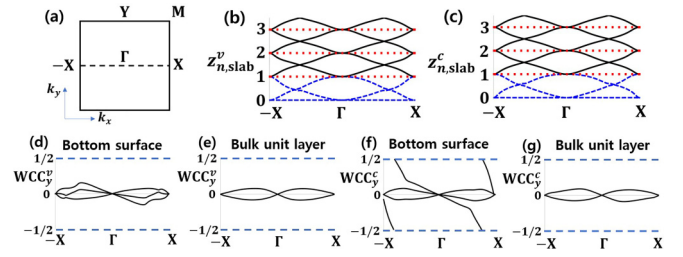 (a)
Y M
−X Γ X
k_y
k_x
(b)
z^v_{n,slab}
3
2
1
0
−X Γ X
(c)
z^c_{n,slab}
3
2
1
0
−X Γ X
(d) Bottom surface
1/2
WCC^v_y
0
−1/2
−X Γ X
(e) Bulk unit layer
WCC^v_y
0
−X Γ X
(f) Bottom surface
1/2
WCC^c_y
0
−1/2
−X Γ X
(g) Bulk unit layer
WCC^c_y
0
−X Γ X